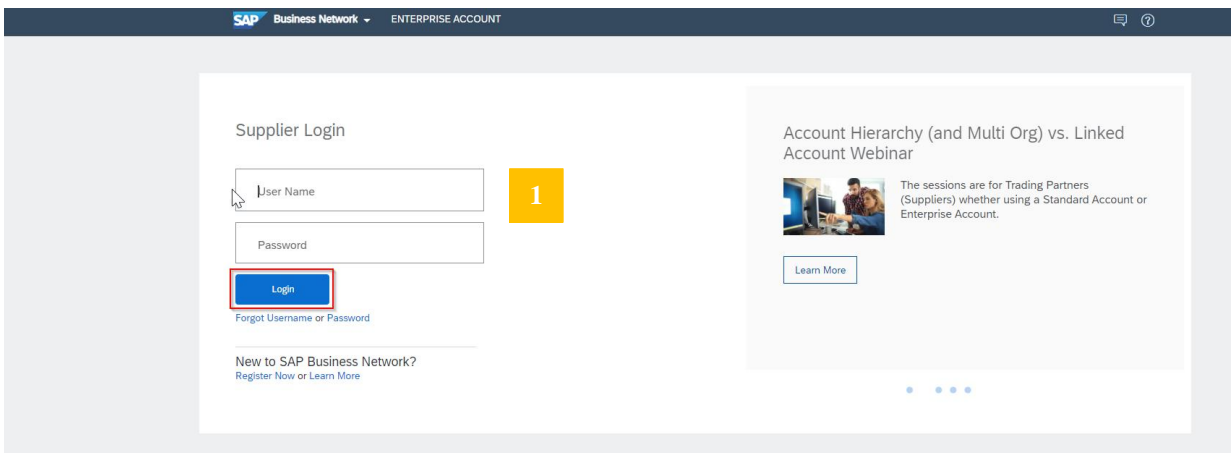 SAP Business Network ENTERPRISE ACCOUNT
Supplier Login
User Name
1
Password
Login
Forgot Username or Password
New to SAP Business Network?
Register Now or Learn More
Account Hierarchy (and Multi Org) vs. Linked
Account Webinar
The sessions are for Trading Partners
(Suppliers) whether using a Standard Account or
Enterprise Account.
Learn More